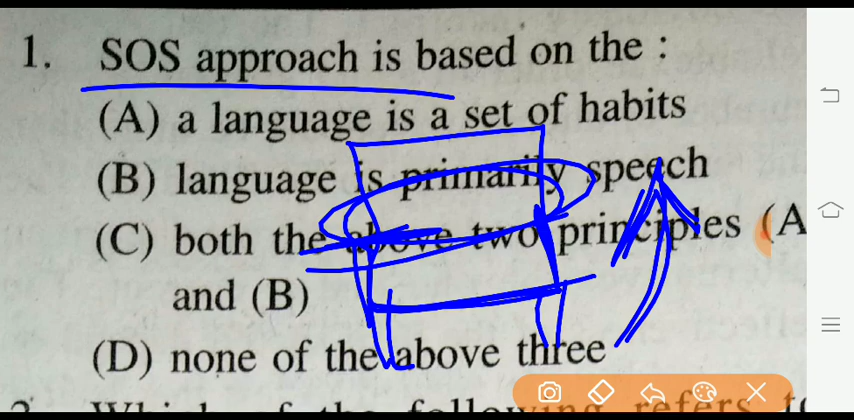 1. SOS approach is based on the :
(A) a language is a set of habits
(B) language is primarily speech
(C) both the above two principles (A
and (B)
(D) none of the above three
refers